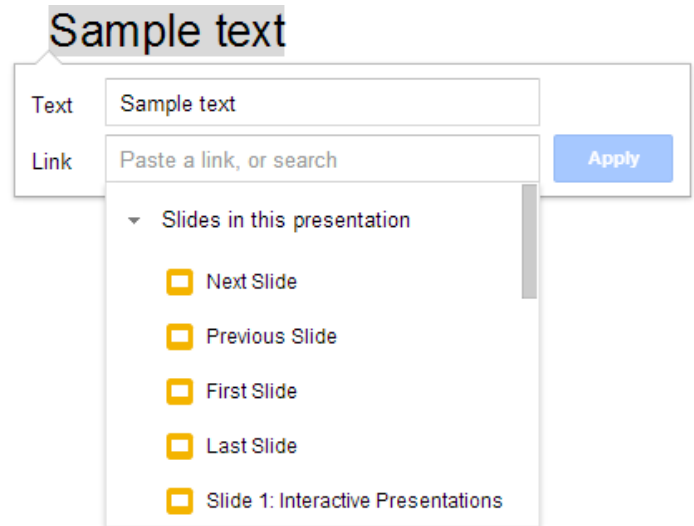 Sample text
Text Sample text
Link Paste a link, or search Apply
Slides in this presentation
Next Slide
Previous Slide
First Slide
Last Slide
Slide 1: Interactive Presentations